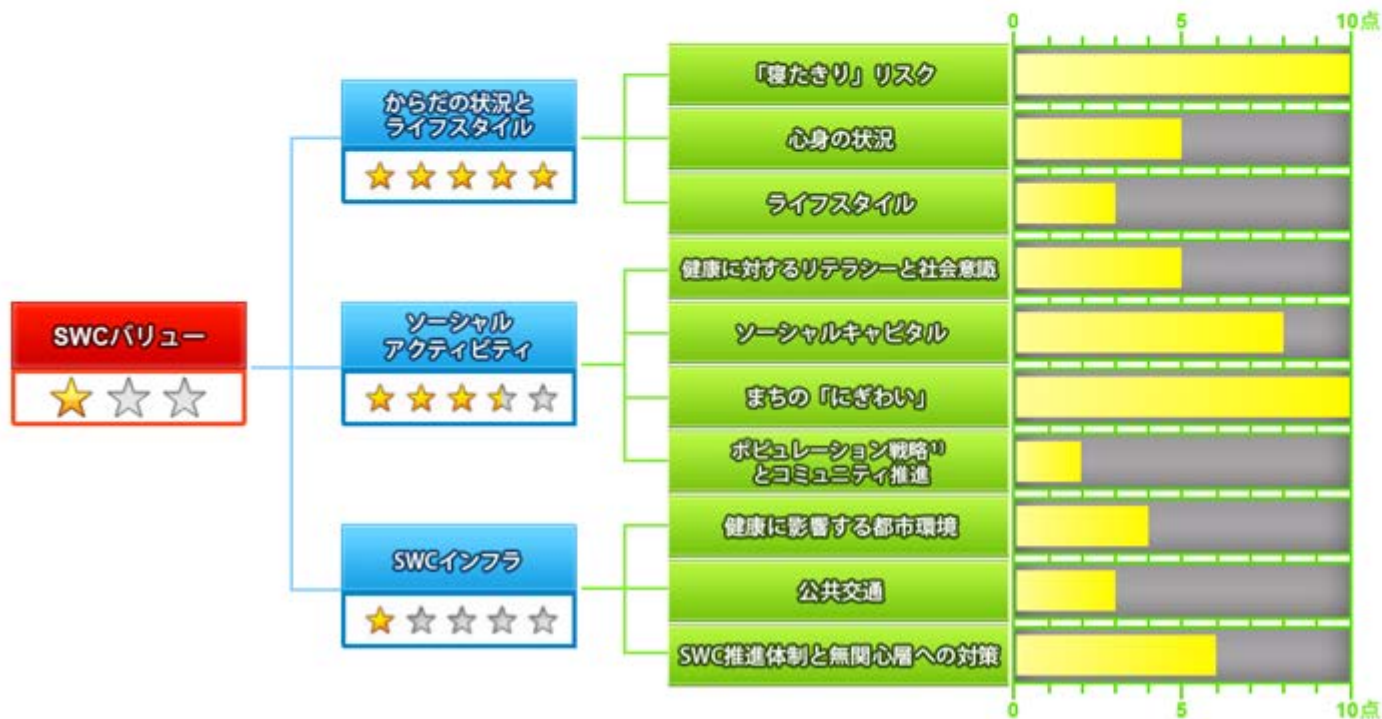 0 5 10点
「寝たきり」リスク
からだの状況と
ライフスタイル
心身の状況
ライフスタイル
健康に対するリテラシーと社会意識
SWCバリュー
ソーシャル
アクティビティ
ソーシャルキャピタル
まちの「にぎわい」
ポピュレーション戦略¹⁾
とコミュニティ推進
健康に影響する都市環境
SWCインフラ
公共交通
SWC推進体制と無関心層への対策
0 5 10点